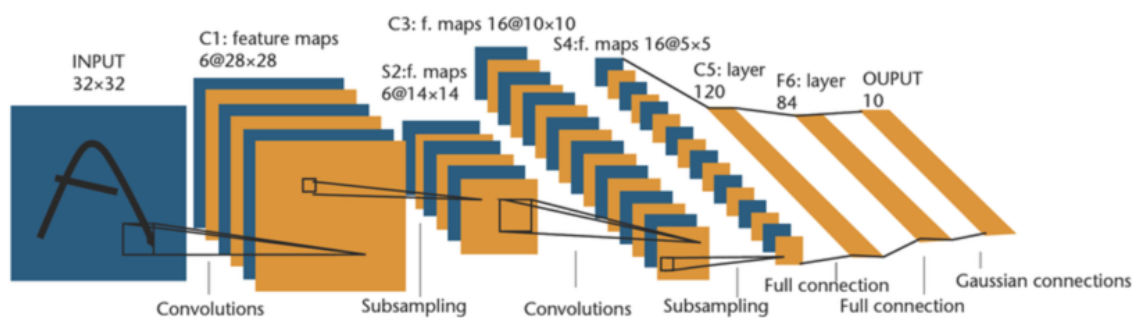 INPUT
32×32
C1: feature maps
6@28×28
S2:f. maps
6@14×14
C3: f. maps 16@10×10
S4:f. maps 16@5×5
C5: layer
120
F6: layer
84
OUPUT
10
Convolutions
Subsampling
Convolutions
Subsampling
Full connection
Full connection
Gaussian connections